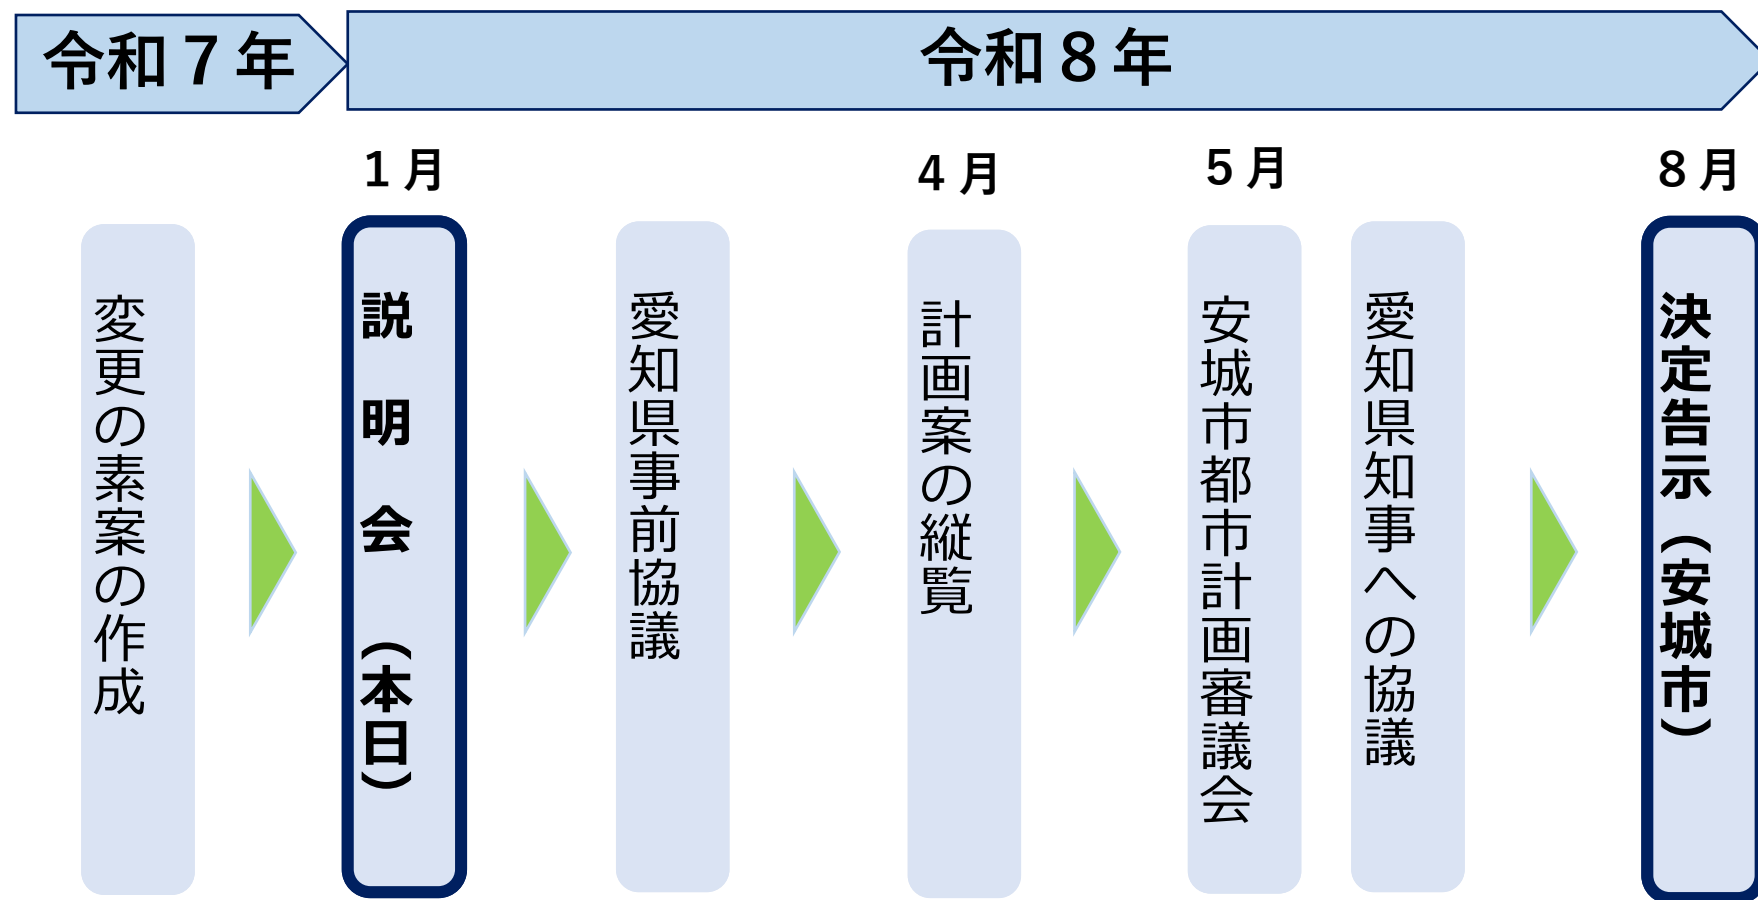 令和７年
令和８年
１月
４月
５月
８月
変更の素案の作成
説明会（本日）
愛知県事前協議
計画案の縦覧
安城市都市計画審議会
愛知県知事への協議
決定告示（安城市）